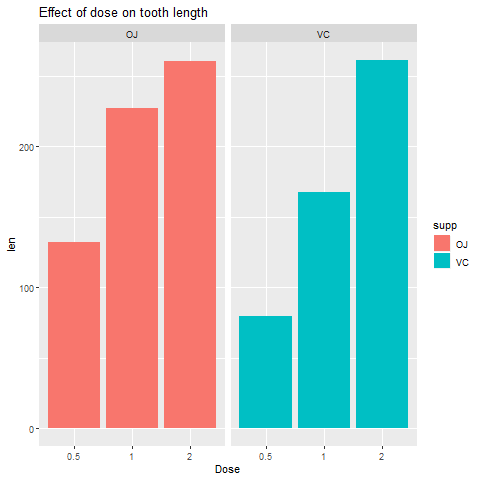 Effect of dose on tooth length
OJ
VC
len
200
100
0
0.5
1
2
0.5
1
2
Dose
supp
OJ
VC